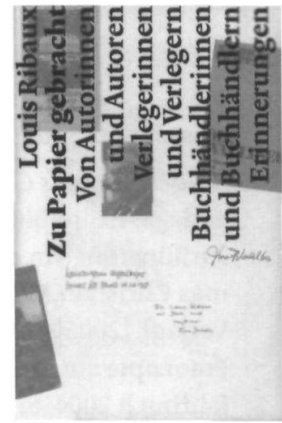 Louis Ribaux
Zu Papier gebracht
Von Autorinnen
und Autoren
Verlegerinnen
und Verlegern
Buchhändlerinnen
und Buchhändlern
Erinnerungen